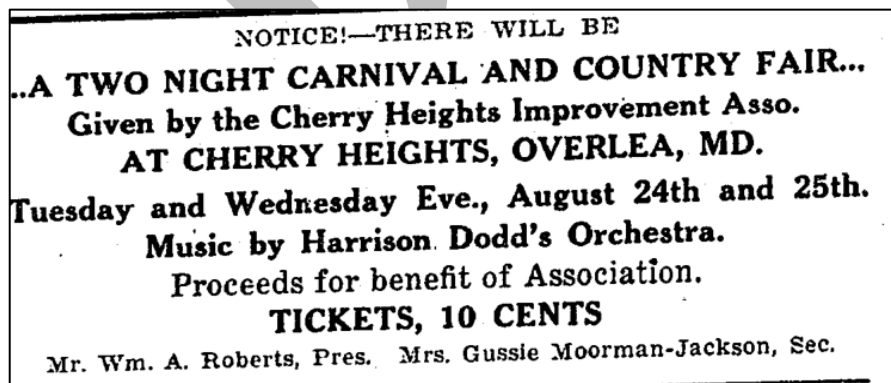 NOTICE!—THERE WILL BE
..A TWO NIGHT CARNIVAL AND COUNTRY FAIR...
Given by the Cherry Heights Improvement Asso.
AT CHERRY HEIGHTS, OVERLEA, MD.
Tuesday and Wednesday Eve., August 24th and 25th.
Music by Harrison Dodd's Orchestra.
Proceeds for benefit of Association.
TICKETS, 10 CENTS
Mr. Wm. A. Roberts, Pres. Mrs. Gussie Moorman-Jackson, Sec.